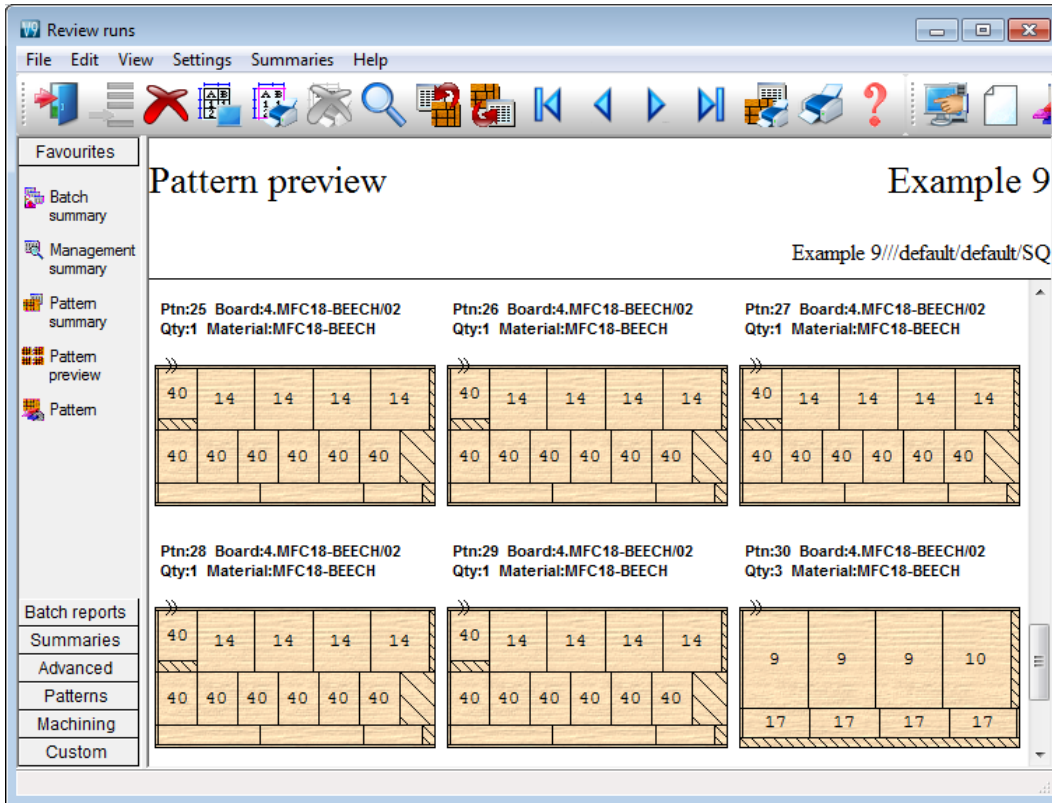 V9 Review runs
File Edit View Settings Summaries Help
Favourites
Batch
summary
Management
summary
Pattern
summary
Pattern
preview
Pattern
Batch reports
Summaries
Advanced
Patterns
Machining
Custom
Pattern preview Example 9
Example 9///default/default/SQ
Ptn:25 Board:4.MFC18-BEECH/02
Qty:1 Material:MFC18-BEECH
40 14 14 14 14
40 40 40 40 40 40
Ptn:26 Board:4.MFC18-BEECH/02
Qty:1 Material:MFC18-BEECH
40 14 14 14 14
40 40 40 40 40 40
Ptn:27 Board:4.MFC18-BEECH/02
Qty:1 Material:MFC18-BEECH
40 14 14 14 14
40 40 40 40 40 40
Ptn:28 Board:4.MFC18-BEECH/02
Qty:1 Material:MFC18-BEECH
40 14 14 14 14
40 40 40 40 40 40
Ptn:29 Board:4.MFC18-BEECH/02
Qty:1 Material:MFC18-BEECH
40 14 14 14 14
40 40 40 40 40 40
Ptn:30 Board:4.MFC18-BEECH/02
Qty:3 Material:MFC18-BEECH
9 9 9 10
17 17 17 17